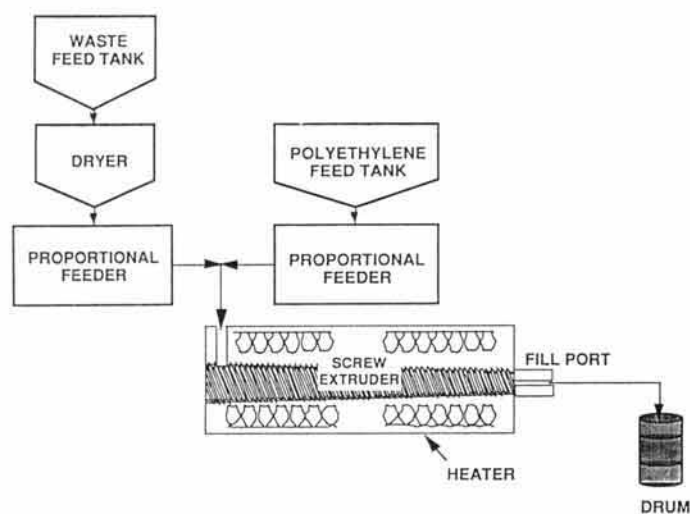 WASTE
FEED TANK
DRYER
POLYETHYLENE
FEED TANK
PROPORTIONAL
FEEDER
PROPORTIONAL
FEEDER
SCREW
EXTRUDER
FILL PORT
HEATER
DRUM